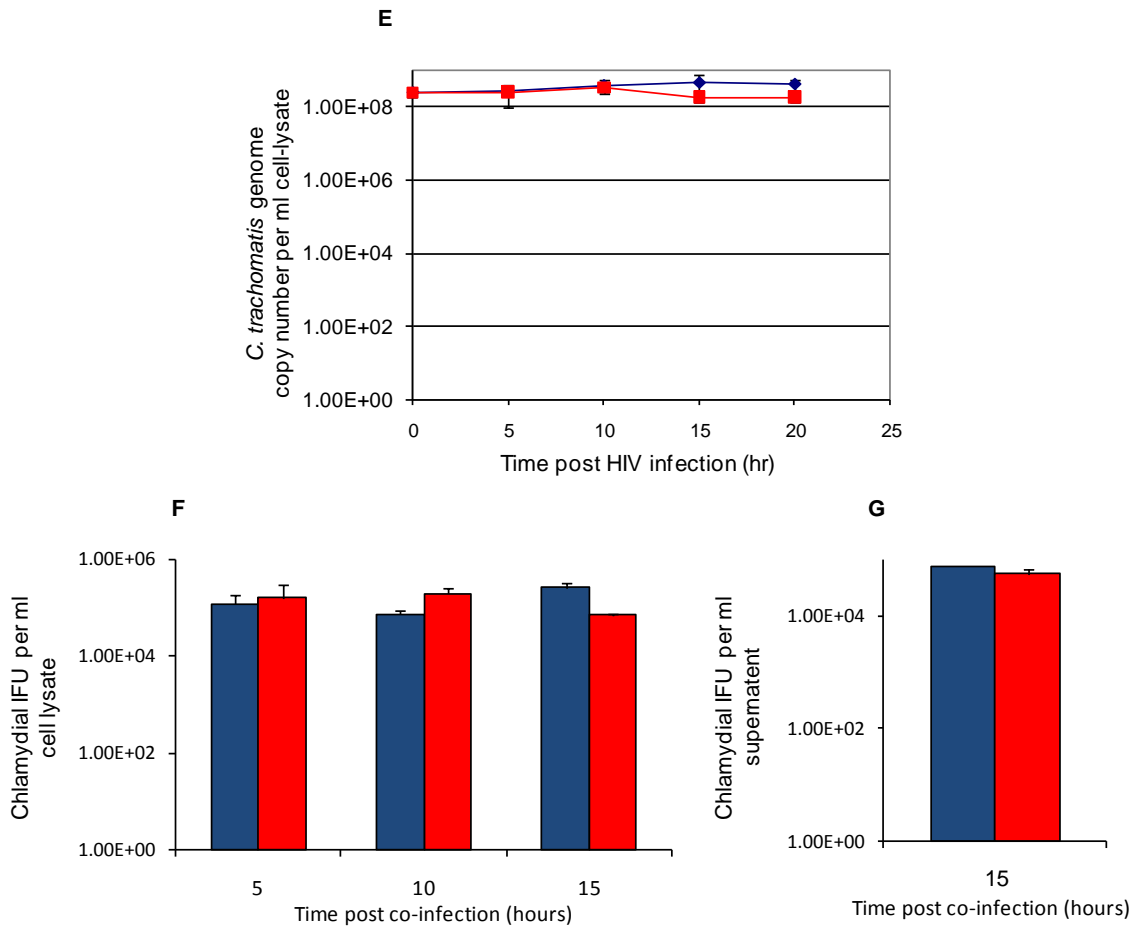 E
C. trachomatis genome
copy number per ml cell-lysate
1.00E+08
1.00E+06
1.00E+04
1.00E+02
1.00E+00
0 5 10 15 20 25
Time post HIV infection (hr)
F
Chlamydial IFU per ml
cell lysate
1.00E+06
1.00E+04
1.00E+02
1.00E+00
5 10 15
Time post co-infection (hours)
G
Chlamydial IFU per ml
supernatent
1.00E+04
1.00E+02
1.00E+00
15
Time post co-infection (hours)